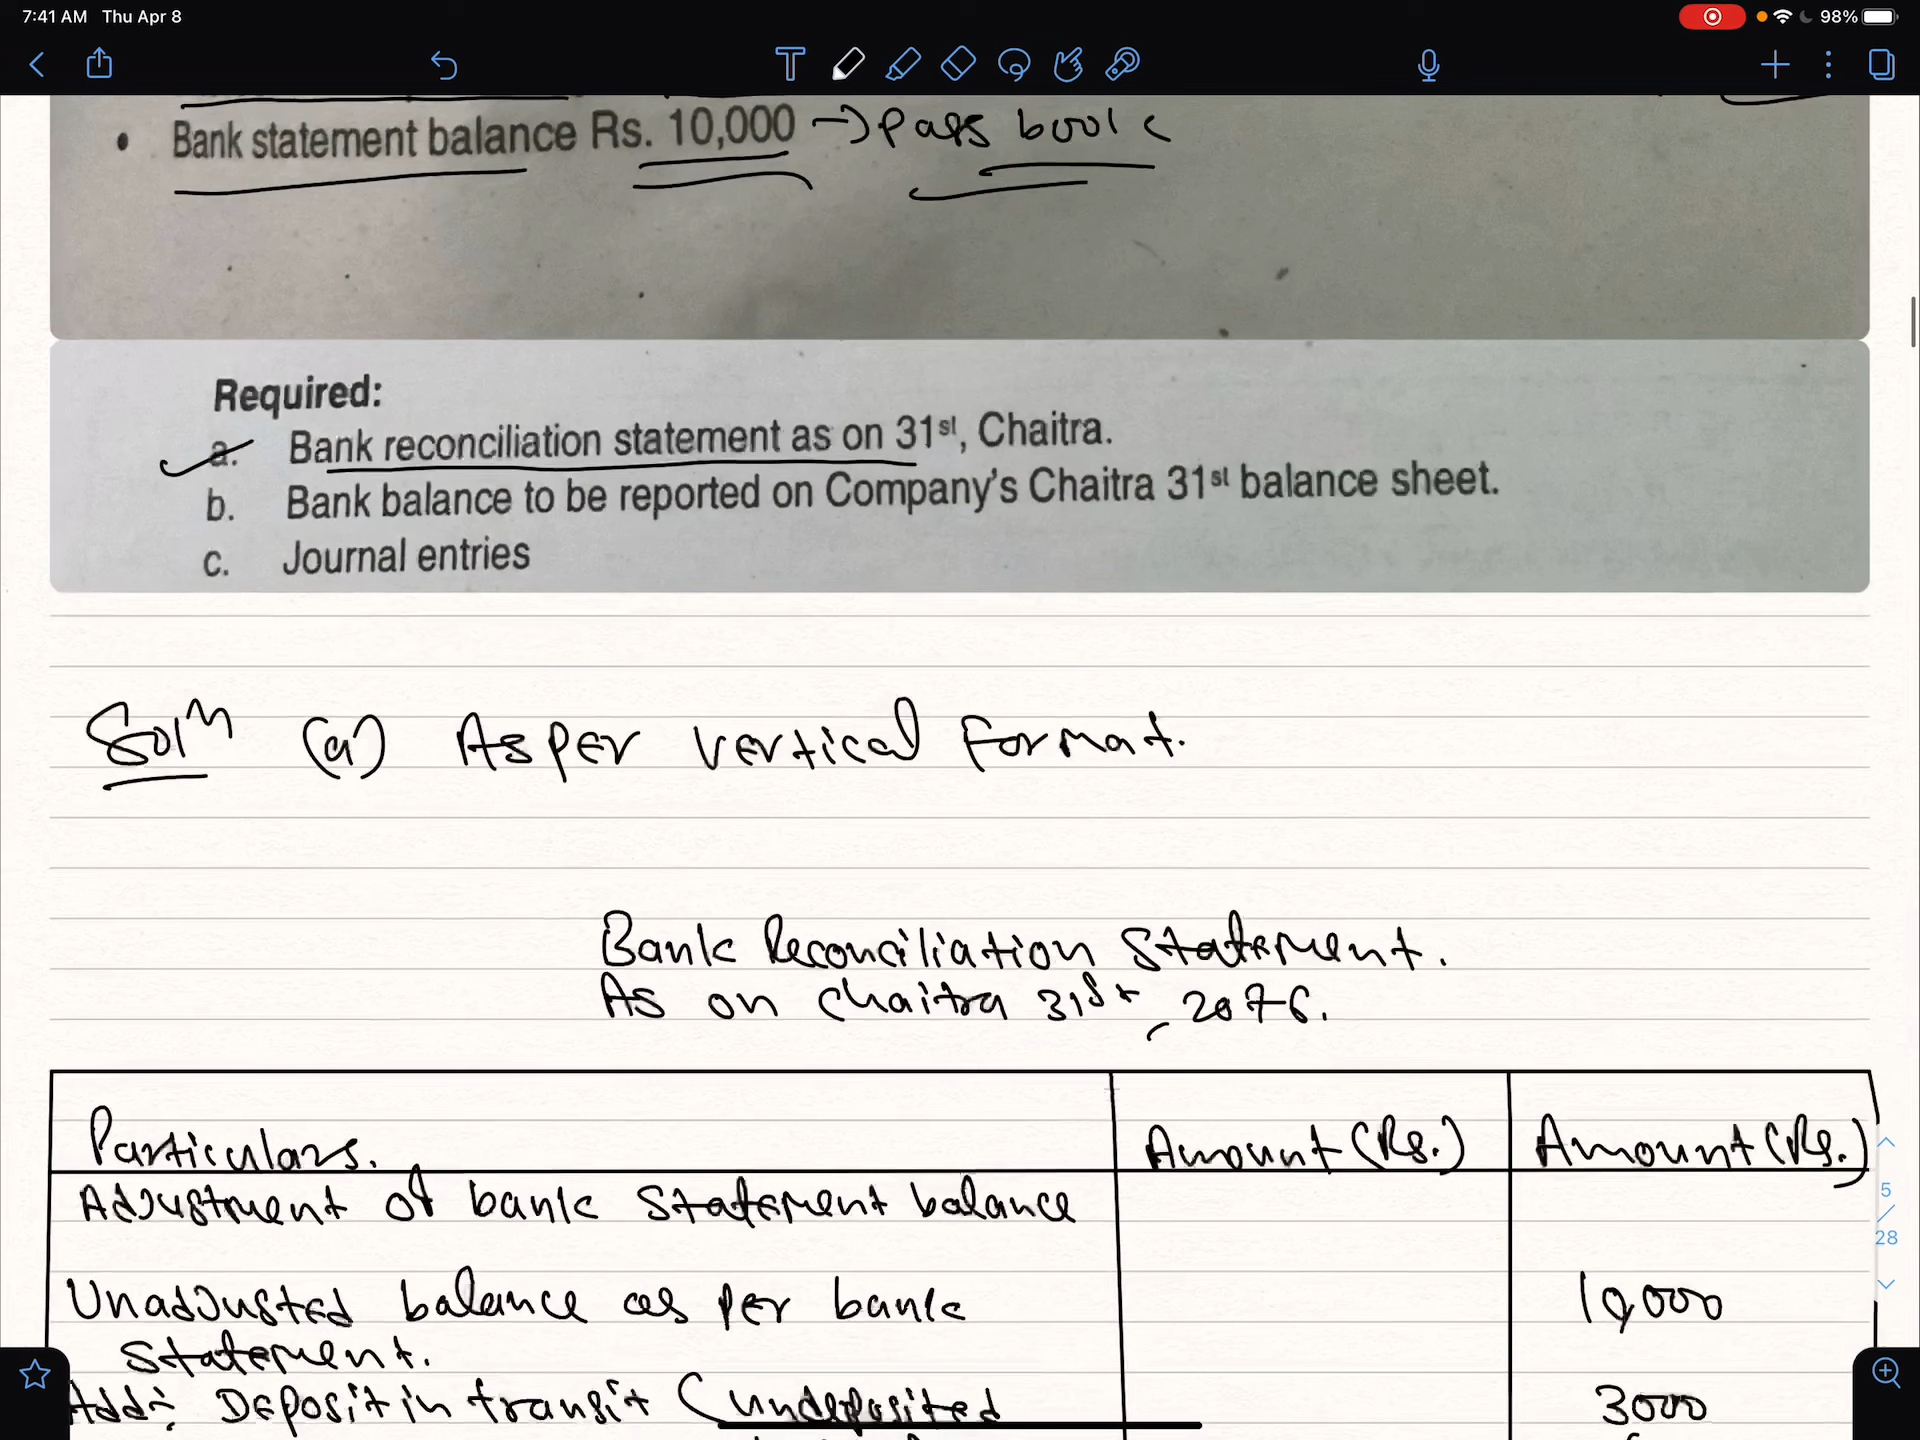 7:41 AM Thu Apr 8
98%
• Bank statement balance Rs. 10,000 → pass book
Required:
a. Bank reconciliation statement as on 31st, Chaitra.
b. Bank balance to be reported on Company's Chaitra 31st balance sheet.
c. Journal entries
Solⁿ (a) As per vertical format.
Bank Reconciliation Statement.
As on chaitra 31st, 2076.
Particulars. Amount (Rs.) Amount (Rs.)
Adjustment of bank statement balance
Unadjusted balance as per bank 10,000
statement.
Add: Deposit in transit (undeposited 3000
5
/
28